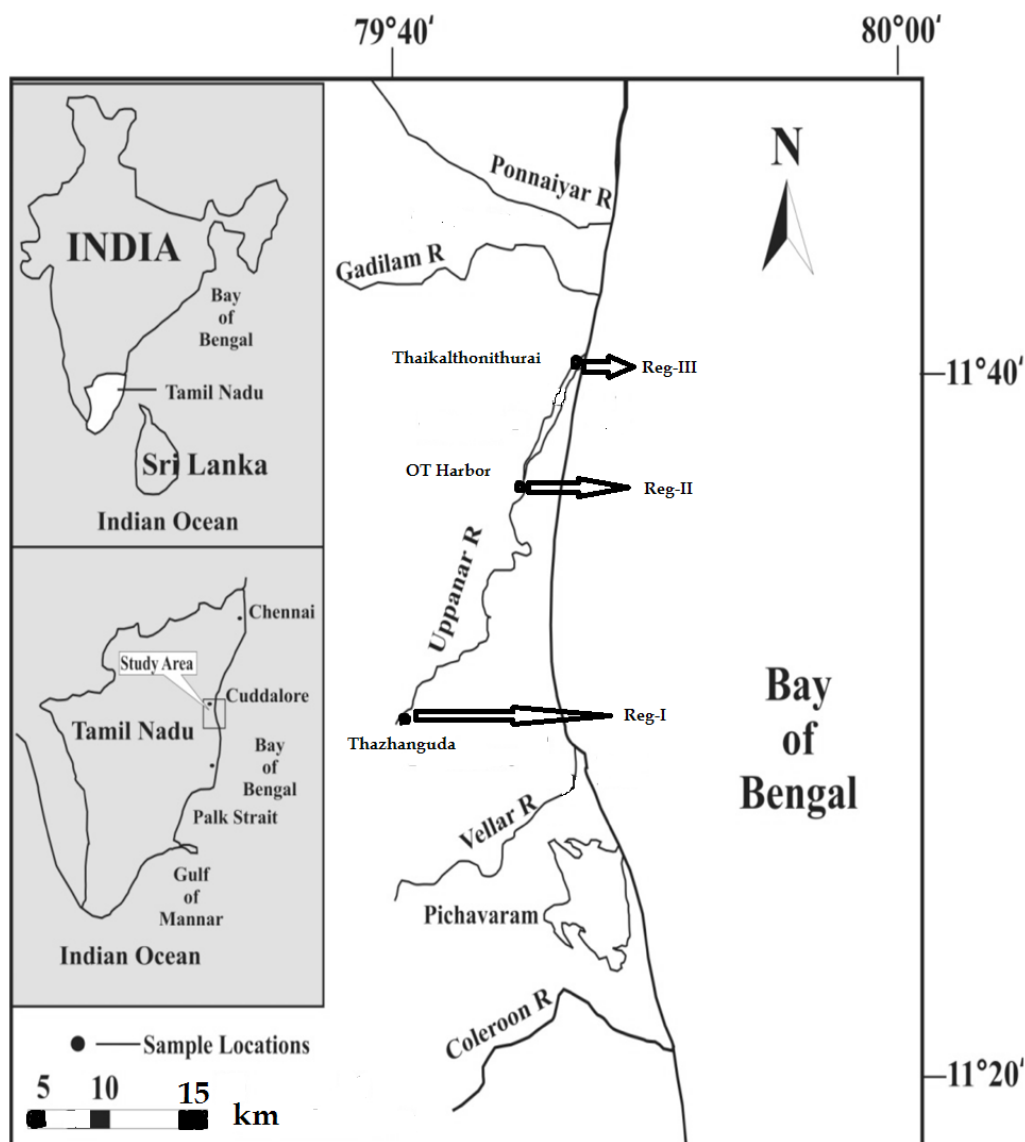 79°40'
80°00'
N
INDIA
Bay
of
Bengal
Tamil Nadu
Sri Lanka
Indian Ocean
Chennai
Study Area
Cuddalore
Tamil Nadu
Bay
of
Bengal
Palk Strait
Gulf
of
Mannar
Indian Ocean
Sample Locations
5 10 15
km
Ponnaiyar R
Gadilam R
Thaikalthonithurai
Reg-III
11°40'
OT Harbor
Reg-II
Uppanar R
Reg-I
Thazhanguda
Bay
of
Bengal
Vellar R
Pichavaram
Coleroon R
11°20'